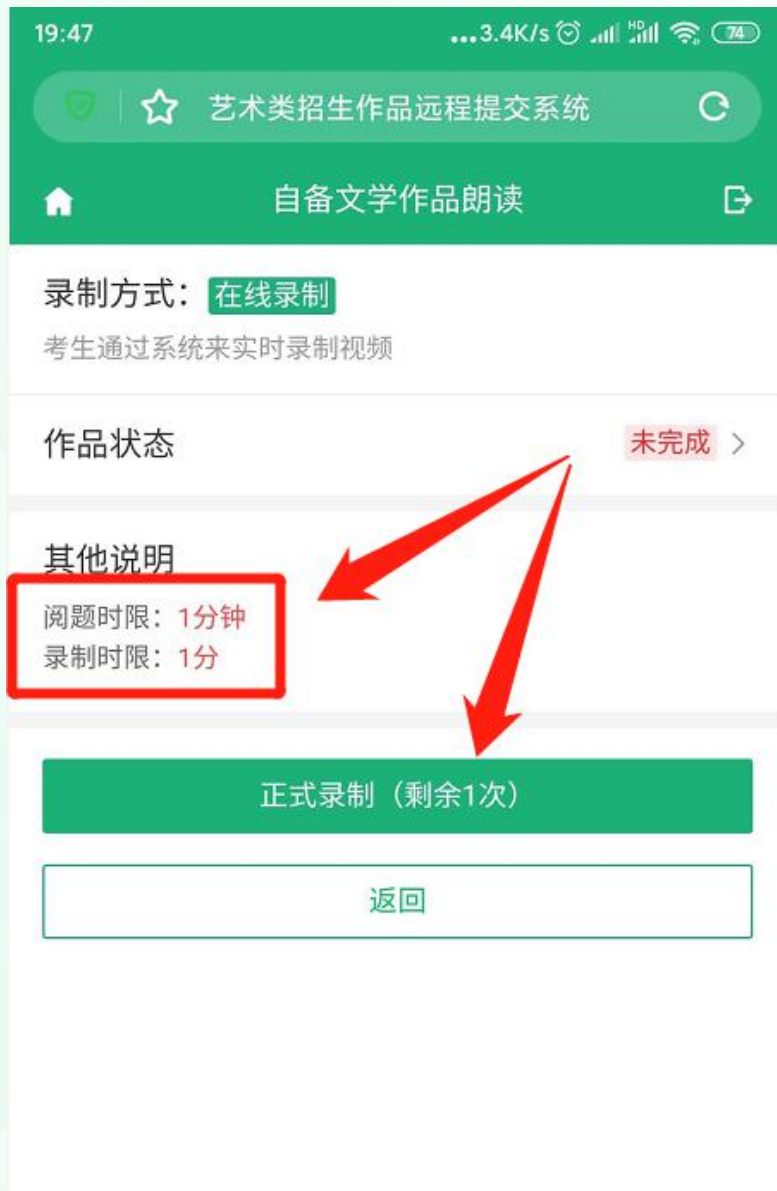 19:47 ...3.4K/s HD 74
艺术类招生作品远程提交系统
自备文学作品朗读
录制方式：在线录制
考生通过系统来实时录制视频
作品状态 未完成
其他说明
阅题时限：1分钟
录制时限：1分
正式录制（剩余1次）
返回